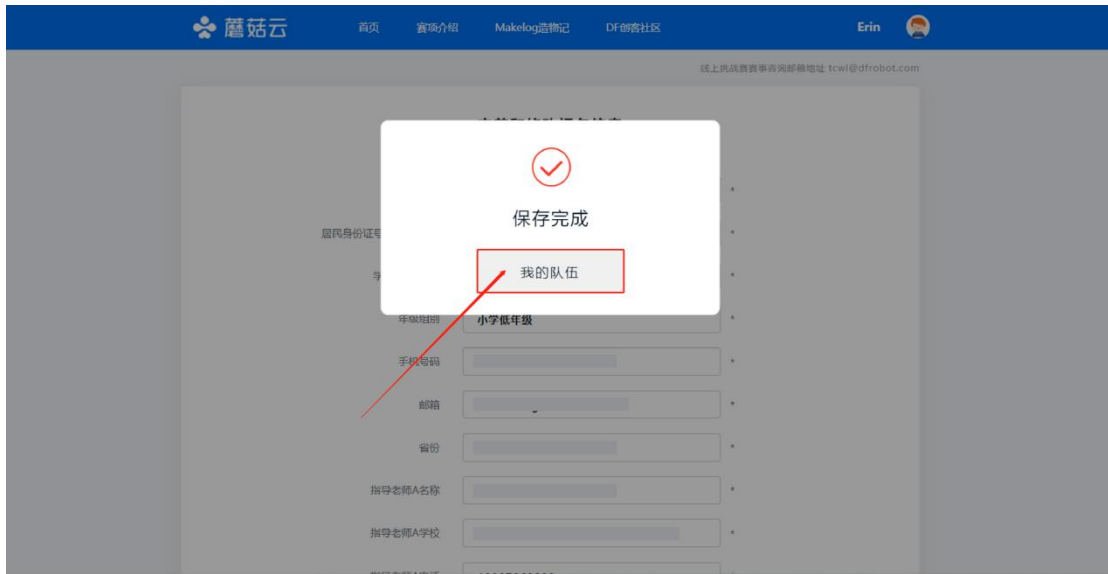 蘑菇云 首页 赛项介绍 Makelog造物记 DF创客社区 Erin
线上挑战赛赛事咨询邮箱地址 tcwl@dfrobot.com
保存完成
居民身份证号
我的队伍
年级组别 小学低年级
手机号码
邮箱
省份
指导老师A名称
指导老师A学校